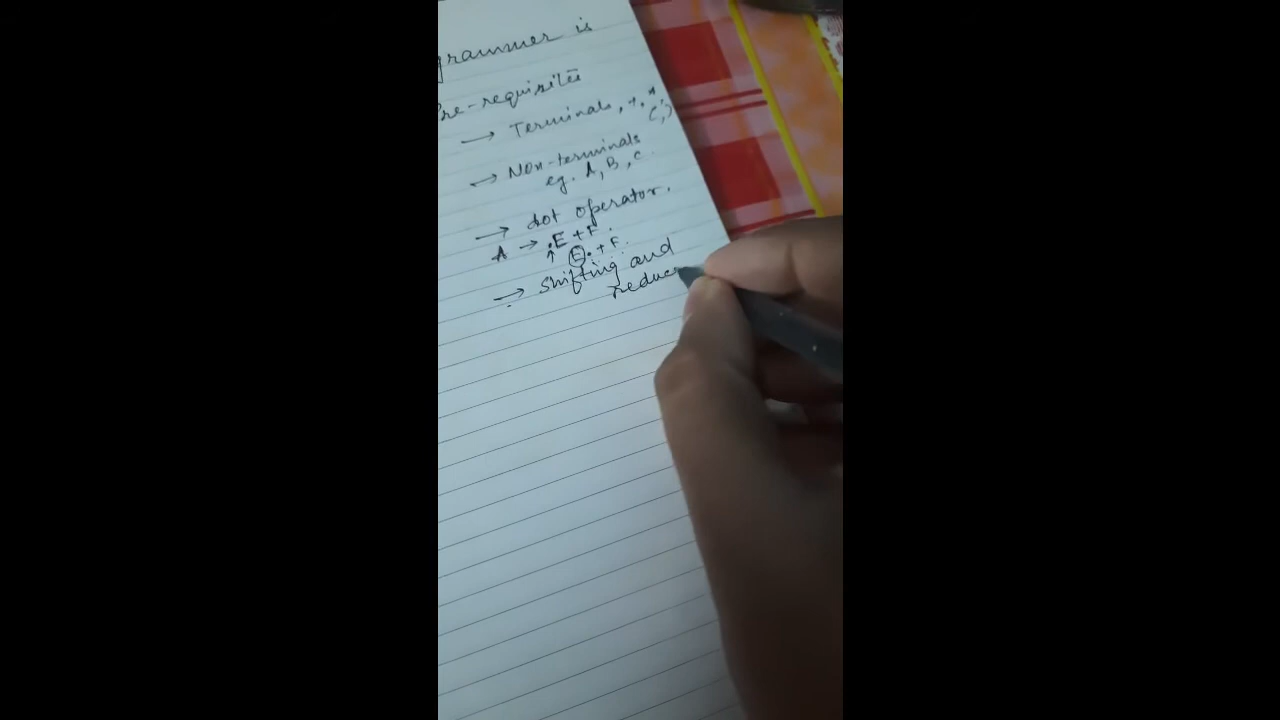 grammer is
Pre-requisites
→ Terminals, +, *,
(, )
→ Non-terminals
eg. A, B, C
→ dot operator.
A → .E + F.
E . + F.
→ Shifting and
reduc